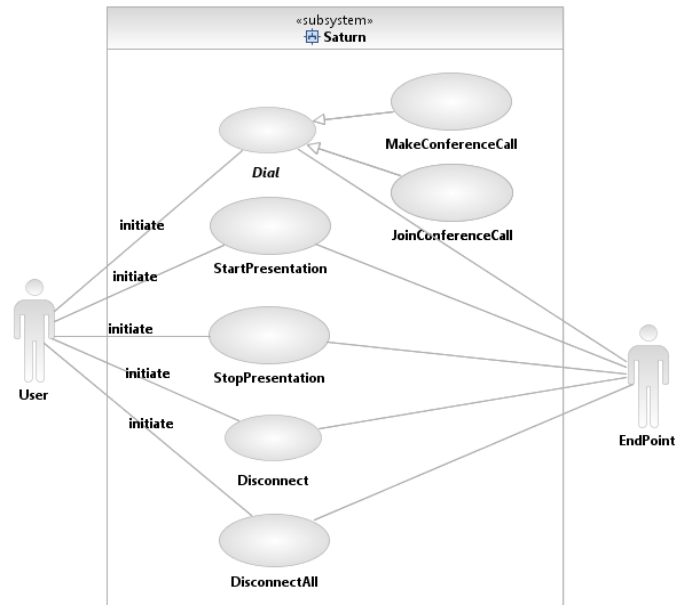 «subsystem»
Saturn
MakeConferenceCall
Dial
JoinConferenceCall
initiate
StartPresentation
initiate
initiate
StopPresentation
initiate
User
initiate
EndPoint
Disconnect
DisconnectAll